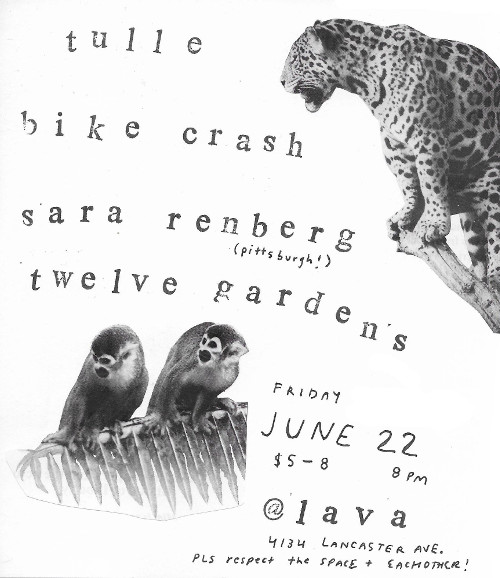 tulle
bike crash
sara renberg
(pittsburgh!)
twelve gardens
FRIDAY
JUNE 22
$5-8
8 PM
@lava
4134 LANCASTER AVE.
PLS respect the SPACE + EACHOTHER!